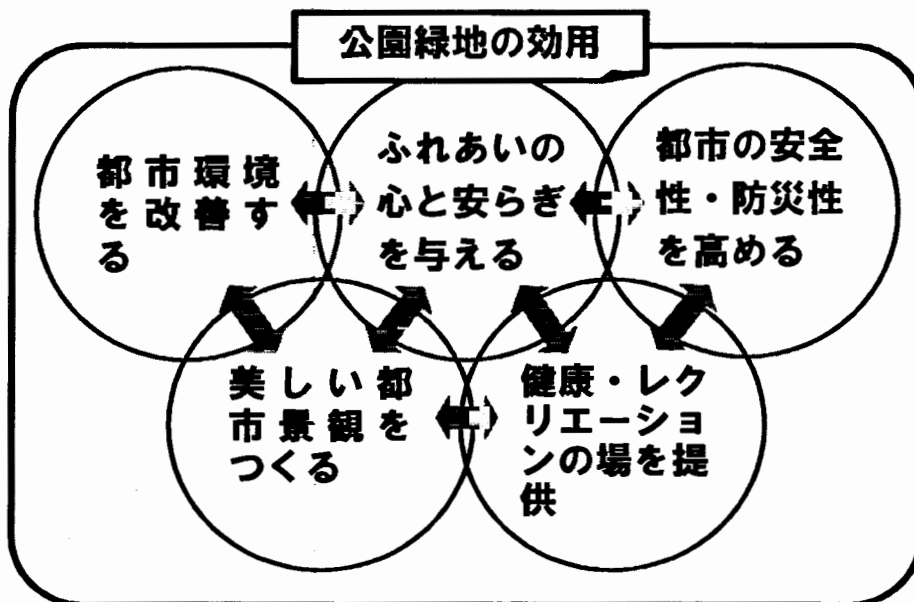 公園緑地の効用
都市環境
を改善す
る
ふれあいの
心と安らぎ
を与える
都市の安全
性・防災性
を高める
美しい都
市景観を
つくる
健康・レク
リエーショ
ンの場を提
供